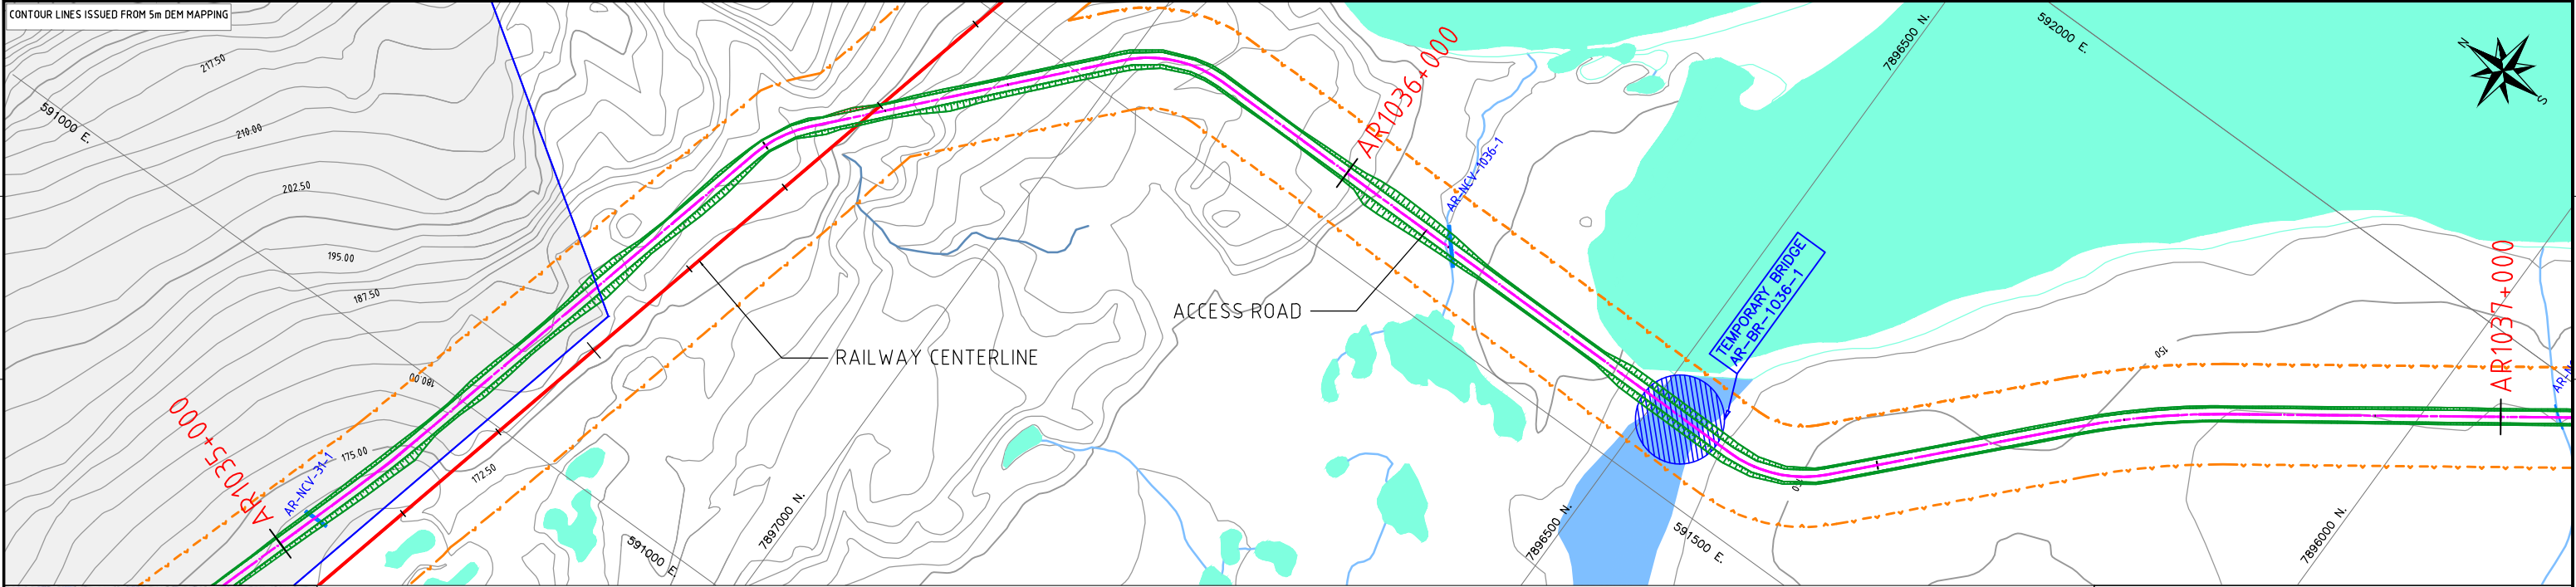 CONTOUR LINES ISSUED FROM 5m DEM MAPPING
217.50
591000 E.
210.00
202.50
195.00
187.50
180.00
AR1035+000
AR-NCV-31-1
175.00
172.50
RAILWAY CENTERLINE
591000 E.
7897000 N.
ACCESS ROAD
AR1036+000
AR-NCV-1036-1
TEMPORARY BRIDGE
AR-BR-1036-1
7896500 N.
592000 E.
N
S
7896500 N.
591500 E.
150
AR1037+000
7896000 N.